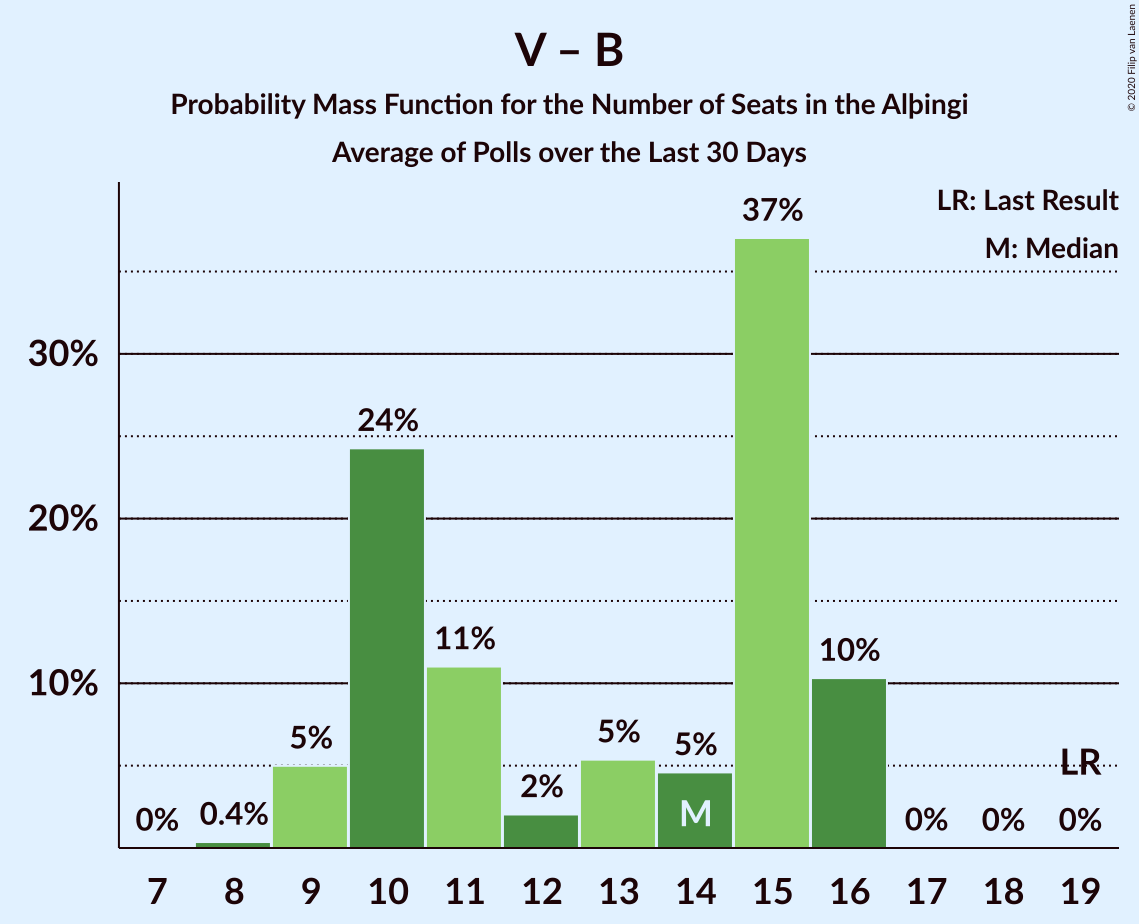 V – B
Probability Mass Function for the Number of Seats in the Alþingi
Average of Polls over the Last 30 Days
© 2020 Filip van Laenen
LR: Last Result
M: Median
37%
30%
24%
20%
11%
10%
10%
5%
5%
5%
LR
2%
M
0%
0.4%
0%
0%
0%
7 8 9 10 11 12 13 14 15 16 17 18 19